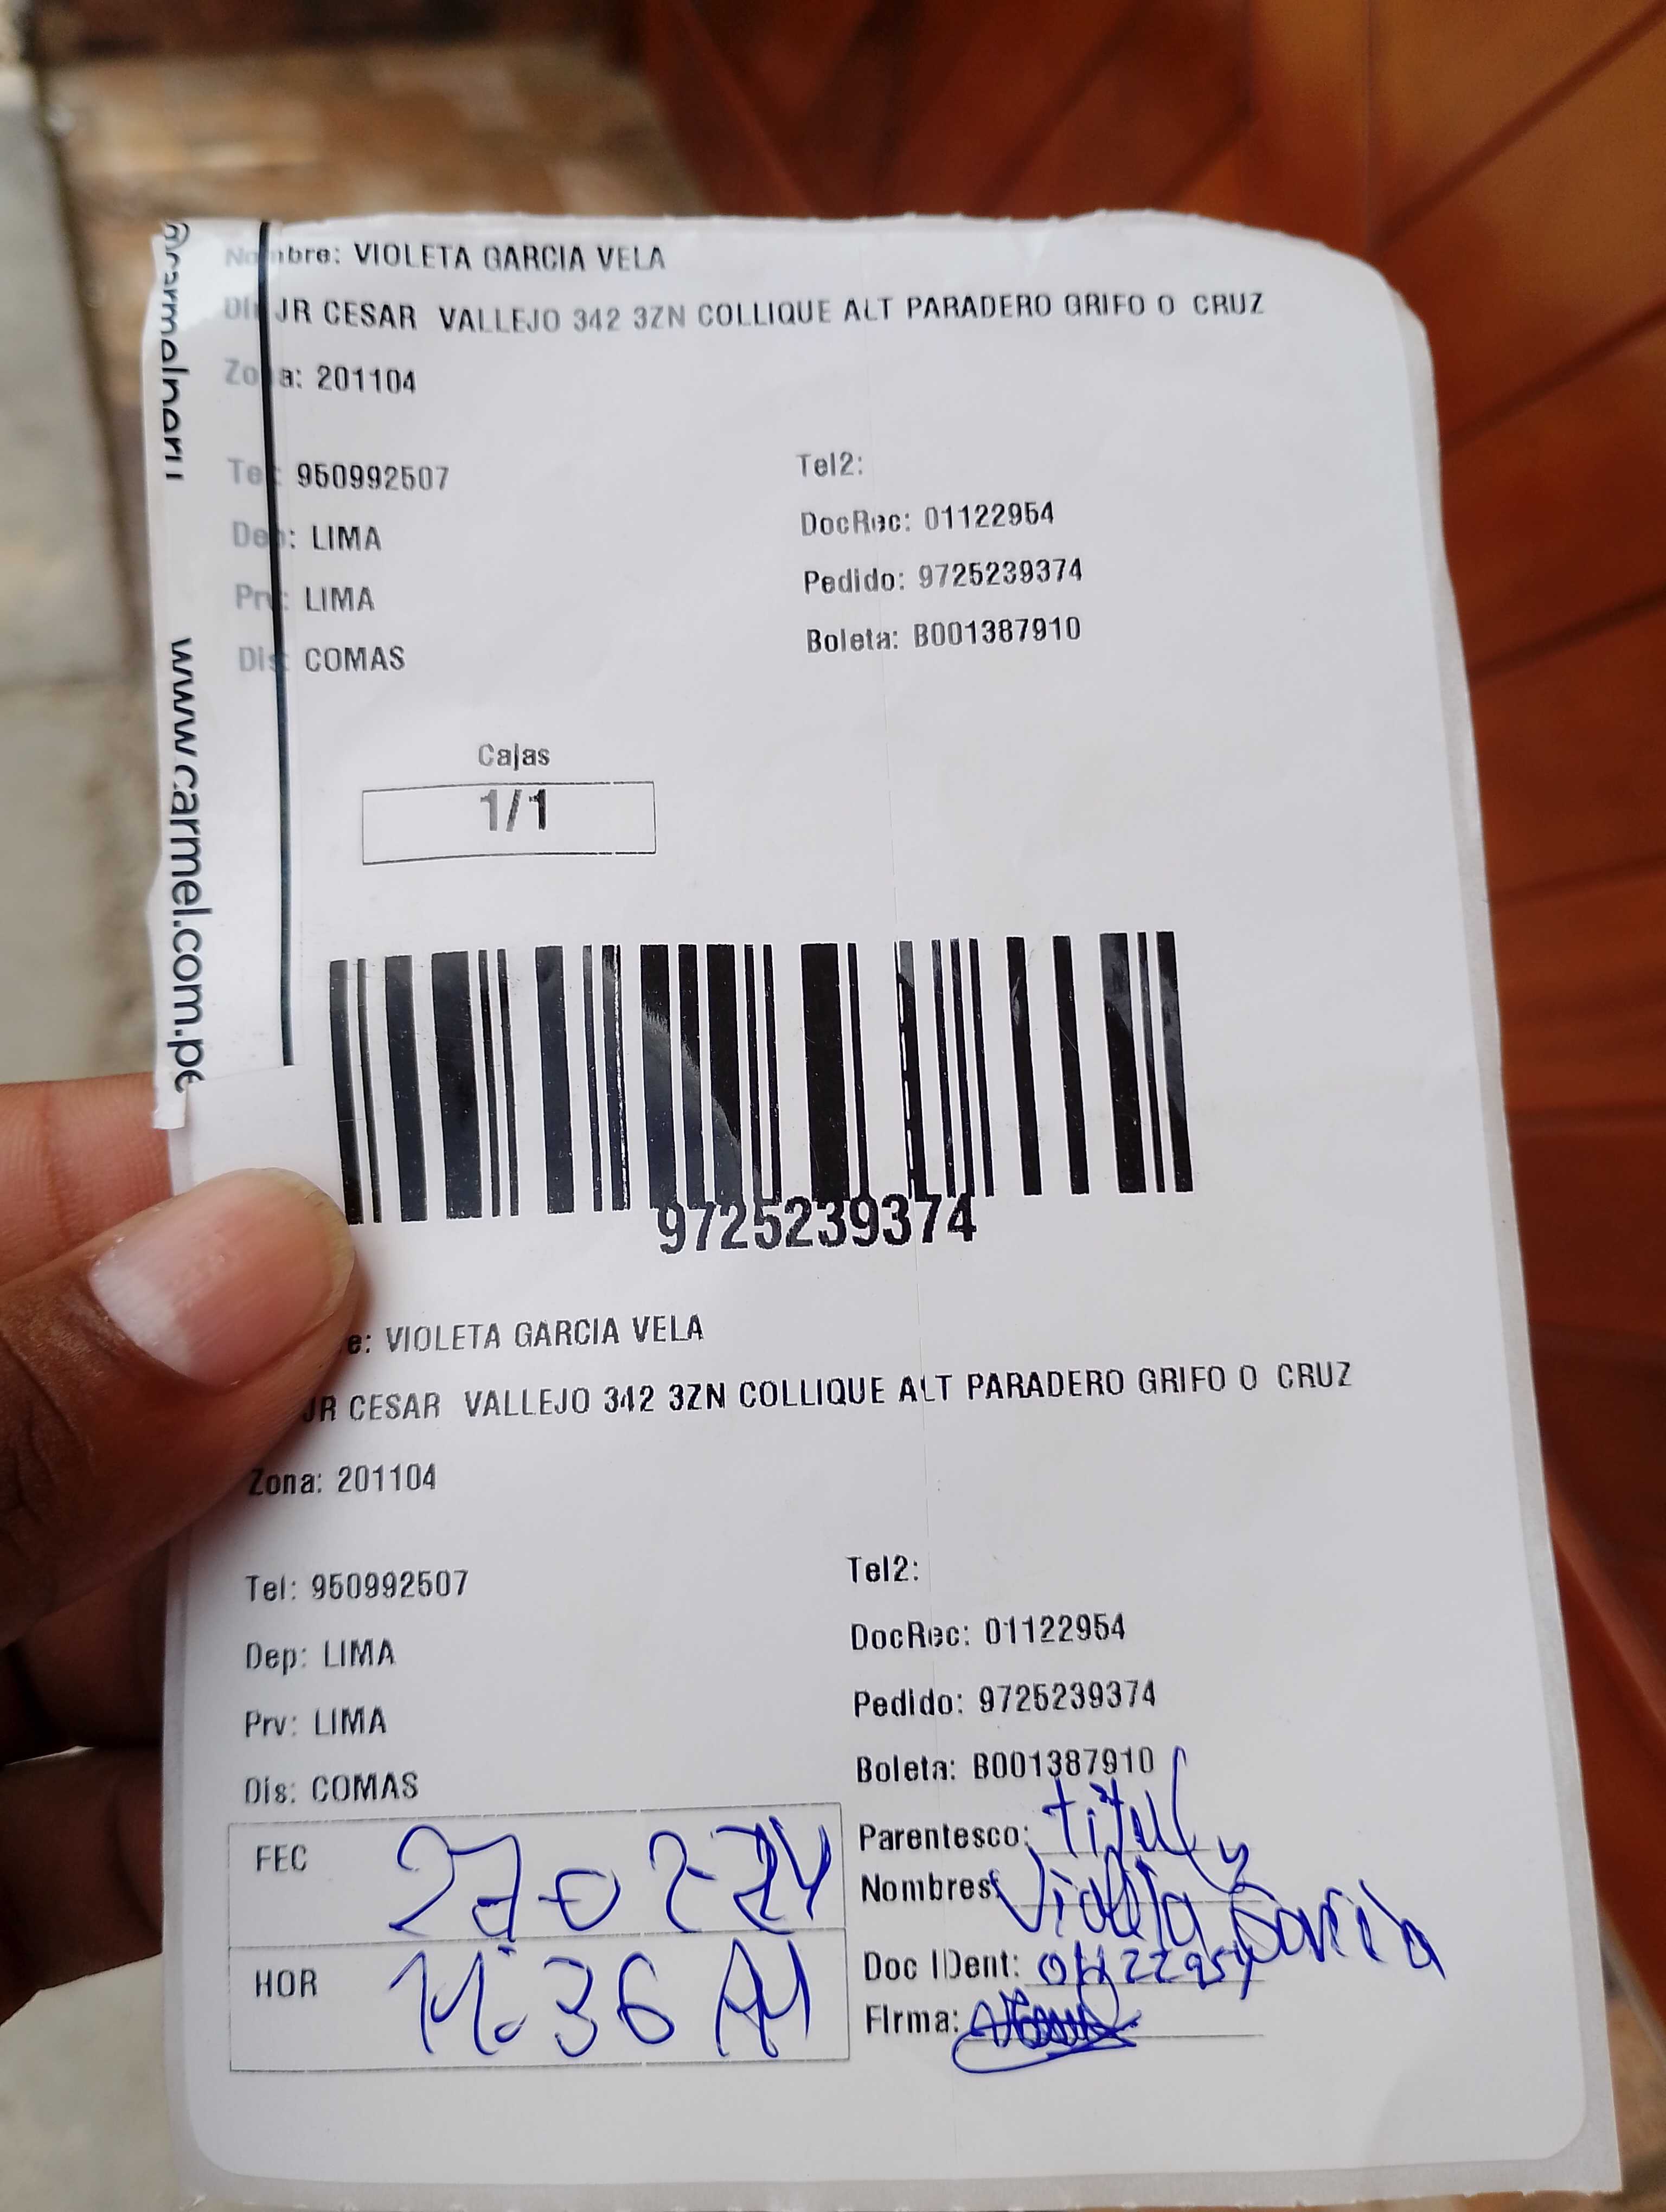 Nombre: VIOLETA GARCIA VELA
Dir JR CESAR VALLEJO 342 3ZN COLLIQUE ALT PARADERO GRIFO O CRUZ
Zona: 201104
Tel: 950992507
Tel2:
Dep: LIMA
DocRec: 01122954
Prv: LIMA
Pedido: 9725239374
Dis: COMAS
Boleta: B001387910
www.carmel.com.pe
Cajas
1/1
9725239374
e: VIOLETA GARCIA VELA
JR CESAR VALLEJO 342 3ZN COLLIQUE ALT PARADERO GRIFO O CRUZ
Zona: 201104
Tel: 950992507
Tel2:
Dep: LIMA
DocRec: 01122954
Prv: LIMA
Pedido: 9725239374
Dis: COMAS
Boleta: B001387910
FEC 27-02-24
Parentesco: titul
Nombres: Violeta Garcia
HOR 11:36 AM
Doc IDent: 01122954
Firma: